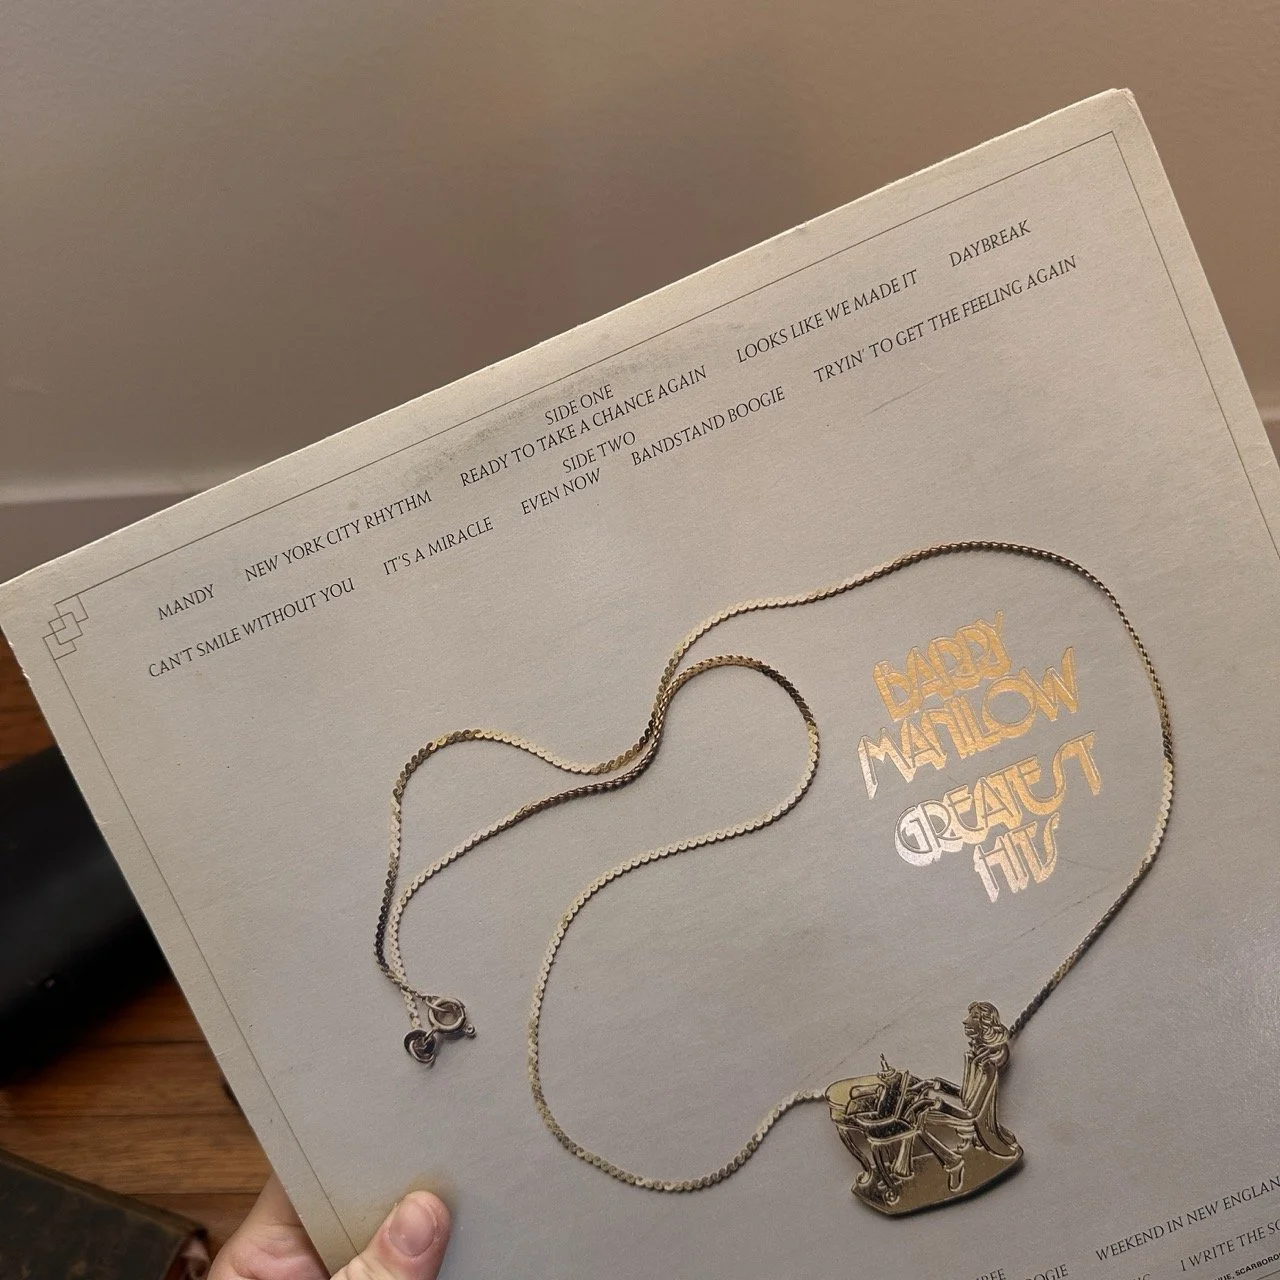 SIDE ONE
MANDY NEW YORK CITY RHYTHM READY TO TAKE A CHANCE AGAIN LOOKS LIKE WE MADE IT DAYBREAK
SIDE TWO
CAN'T SMILE WITHOUT YOU IT'S A MIRACLE EVEN NOW BANDSTAND BOOGIE TRYIN' TO GET THE FEELING AGAIN
BARRY
MANILOW
GREATEST
HITS
WEEKEND IN NEW ENGLAN
I WRITE THE